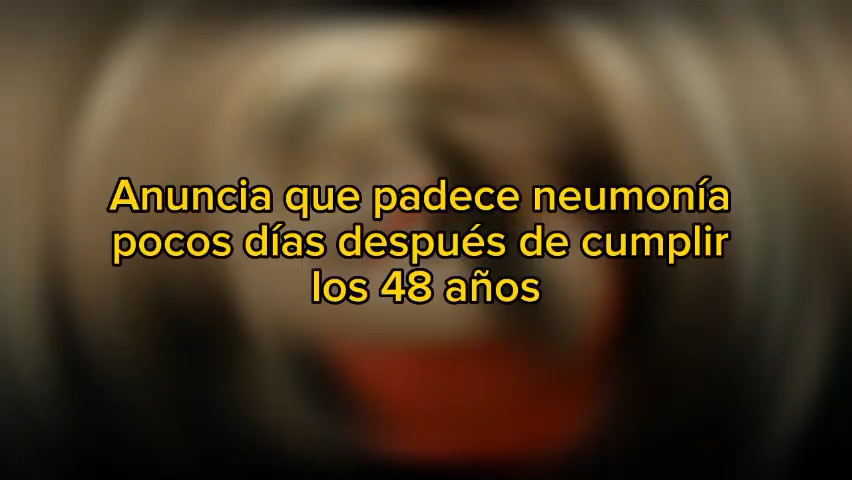 Anuncia que padece neumonía
pocos días después de cumplir
los 48 años